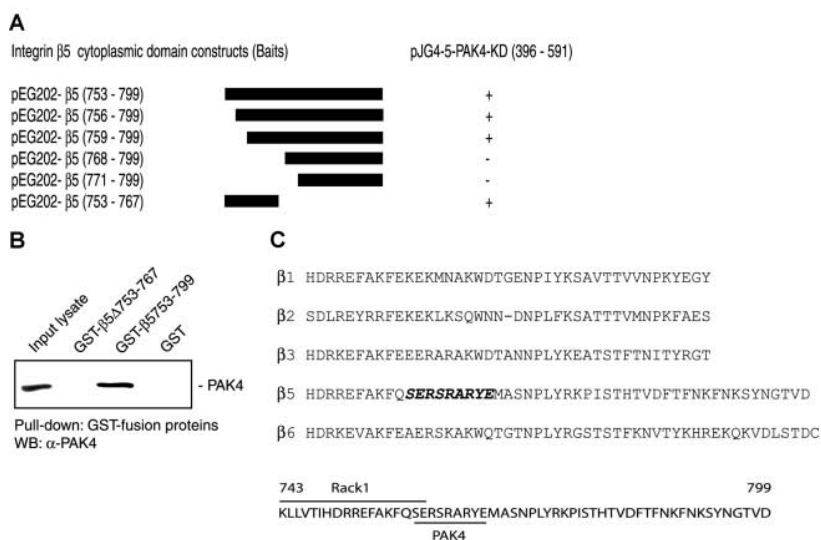 A
Integrin β5 cytoplasmic domain constructs (Baits) pJG4-5-PAK4-KD (396 - 591)
pEG202- β5 (753 - 799) +
pEG202- β5 (756 - 799) +
pEG202- β5 (759 - 799) +
pEG202- β5 (768 - 799) -
pEG202- β5 (771 - 799) -
pEG202- β5 (753 - 767) +
B
Input lysate
GST-β5Δ753-767
GST-β5753-799
GST
- PAK4
Pull-down: GST-fusion proteins
WB: α-PAK4
C
β1 HDRREFAKFEKEKMNAKWDTGENPIYKSAVTTVVNPKYEGY
β2 SDLREYRRFEKEKLKSQWNN-DNPLFKSATTTVMNPKFAES
β3 HDRREFAKFEEERARAKWDTANNPLYKEATSTFTNITYRGT
β5 HDRREFAKFQSERSRARYEMASNPLYRKPISTHTVDFTFNKFNKSYNGTVD
β6 HDRKEVAKFEAERSKAKWQTGTNPLYRGSTSTFKNVTYKHREKQKVDLSTDC
743 Rack1 799
KLLVTIHDRREFAKFQSERSRARYEMASNPLYRKPISTHTVDFTFNKFNKSYNGTVD
PAK4